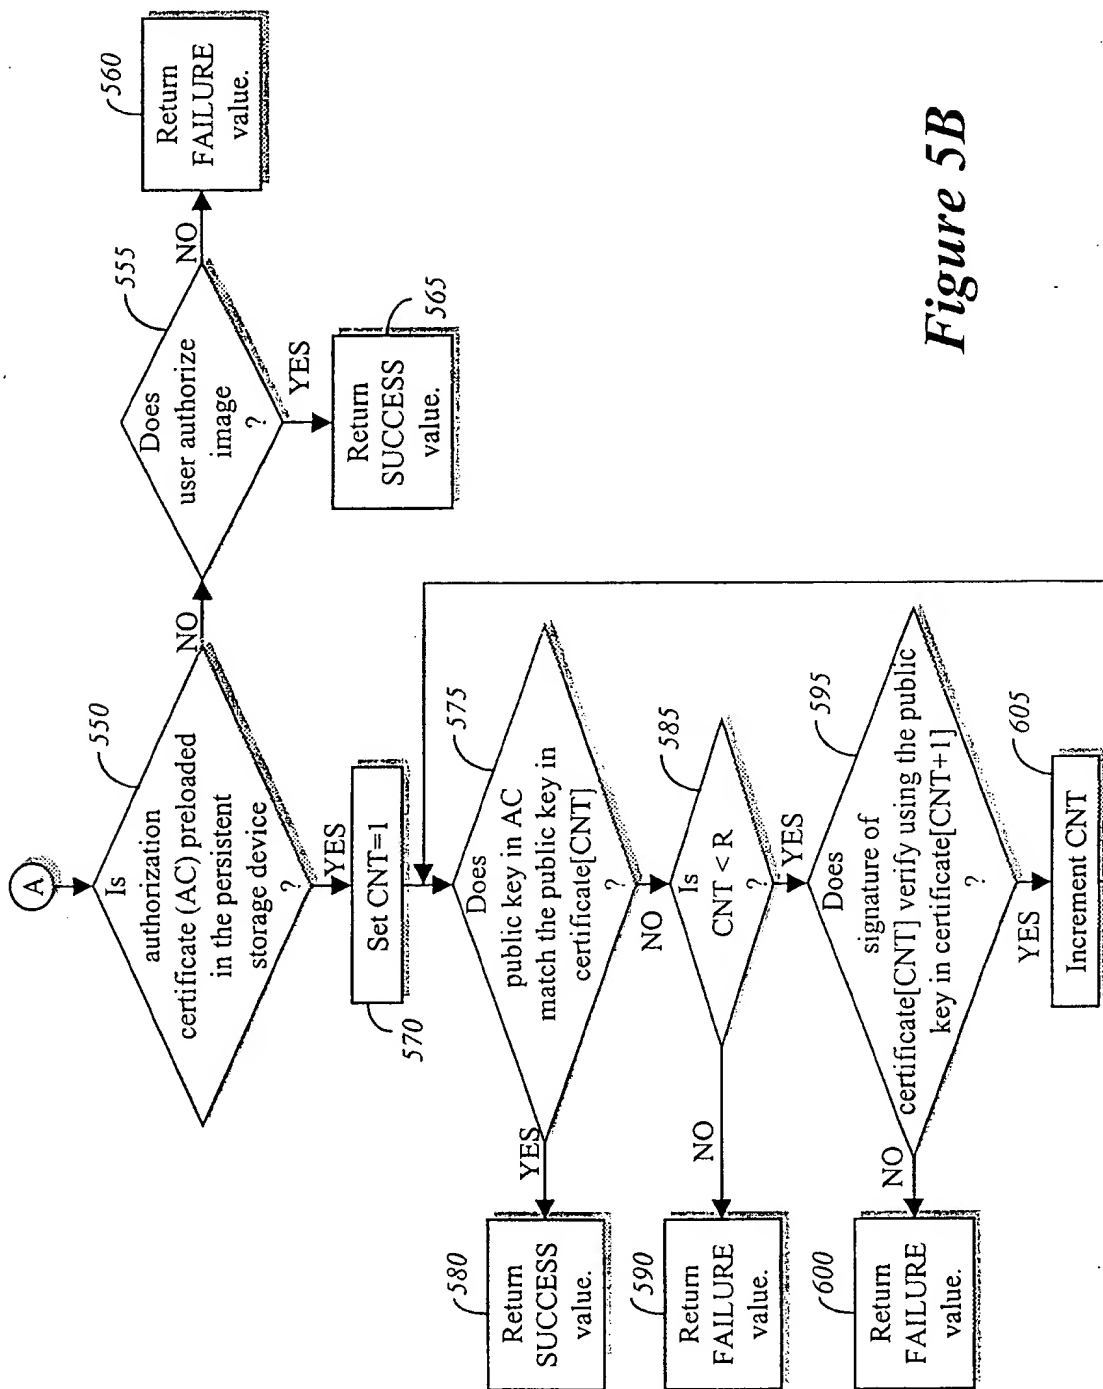 A
550
Is
authorization
certificate (AC) preloaded
in the persistent
storage device
?
NO
YES
555
Does
user authorize
image
?
NO
YES
560
Return
FAILURE
value.
565
Return
SUCCESS
value.
Set CNT=1
570
575
Does
public key in AC
match the public key in
certificate[CNT]
?
YES
NO
580
Return
SUCCESS
value.
585
Is
CNT < R
?
NO
YES
590
Return
FAILURE
value.
595
Does
signature of
certificate[CNT] verify using the public
key in certificate[CNT+1]
?
NO
YES
600
Return
FAILURE
value.
605
Increment CNT
Figure 5B